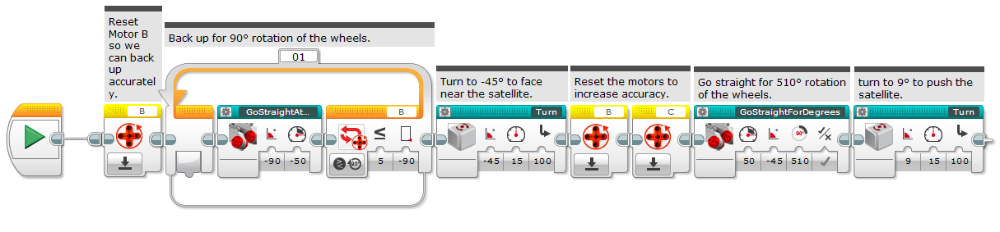 Reset
Motor B
so we
can back
up
accuratel
y.
Back up for 90° rotation of the wheels.
01
Turn to -45° to face
near the satellite.
Reset the motors to
increase accuracy.
Go straight for 510° rotation
of the wheels.
turn to 9° to push the
satellite.
B
GoStraightAt...
B
Turn
B
C
GoStraightForDegrees
Turn
90°
-90 -50
90°
5 -90
-45 15 100
50 -45 510
9 15 100